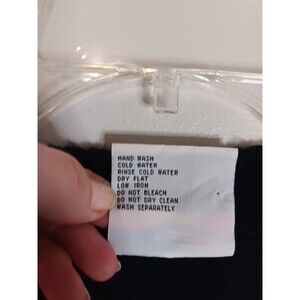 HAND WASH
COLD WATER
RINSE COLD WATER
DRY FLAT
LOW IRON
DO NOT BLEACH
DO NOT DRY CLEAN
WASH SEPARATELY